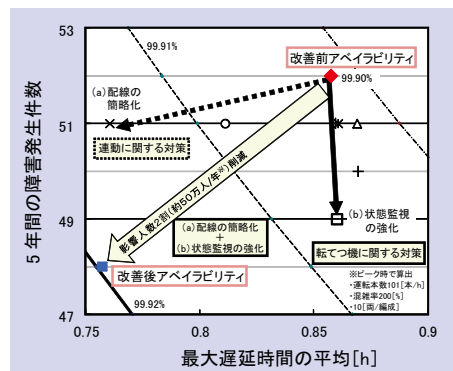 5年間の障害発生件数
53
51
49
47
99.91%
改善前アベイラビリティ
99.90%
(a)配線の
簡略化
連動に関する対策
影響人数2割(約50万人/年※)削減
(a)配線の簡略化
+
(b)状態監視の強化
(b)状態監視
の強化
転てつ機に関する対策
※ピーク時で算出
・運転本数101[本/h]
・混雑率200[%]
・10[両/編成]
改善後アベイラビリティ
99.92%
0.75
0.8
0.85
0.9
最大遅延時間の平均[h]